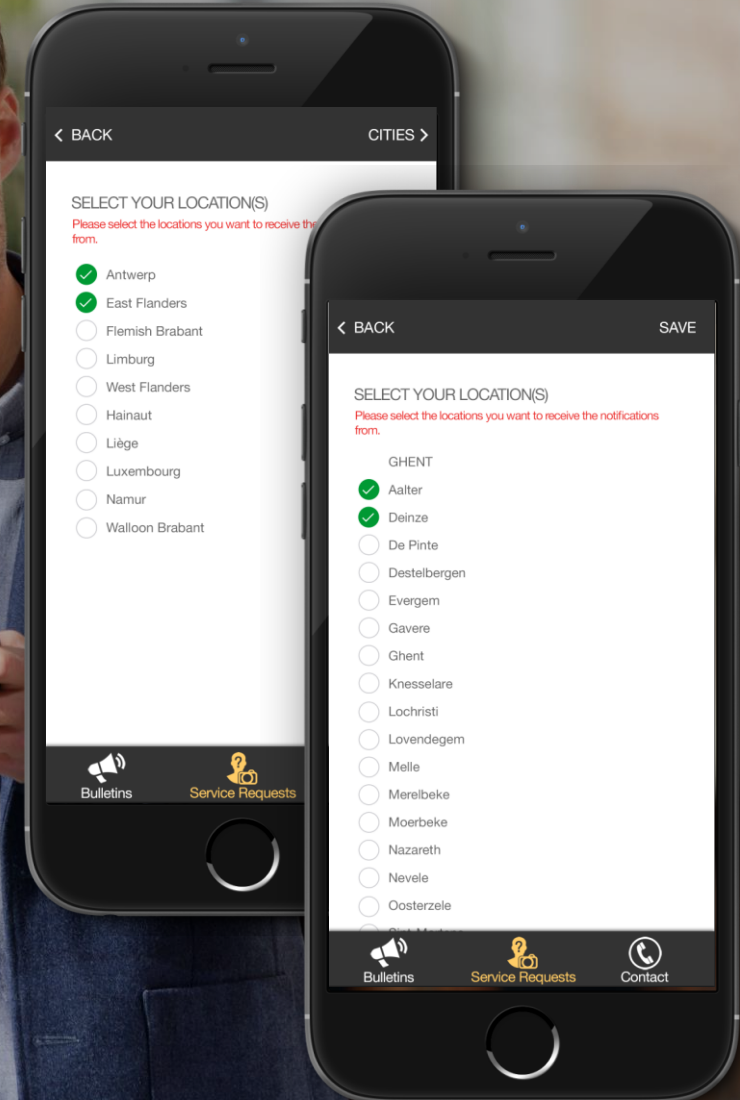 BACK
CITIES
SELECT YOUR LOCATION(S)
Please select the locations you want to receive the
from.
Antwerp
East Flanders
Flemish Brabant
Limburg
West Flanders
Hainaut
Liège
Luxembourg
Namur
Walloon Brabant
Bulletins
Service Requests
BACK
SAVE
SELECT YOUR LOCATION(S)
Please select the locations you want to receive the notifications
from.
GHENT
Aalter
Deinze
De Pinte
Destelbergen
Evergem
Gavere
Ghent
Knesselare
Lochristi
Lovendegem
Melle
Merelbeke
Moerbeke
Nazareth
Nevele
Oosterzele
Bulletins
Service Requests
Contact